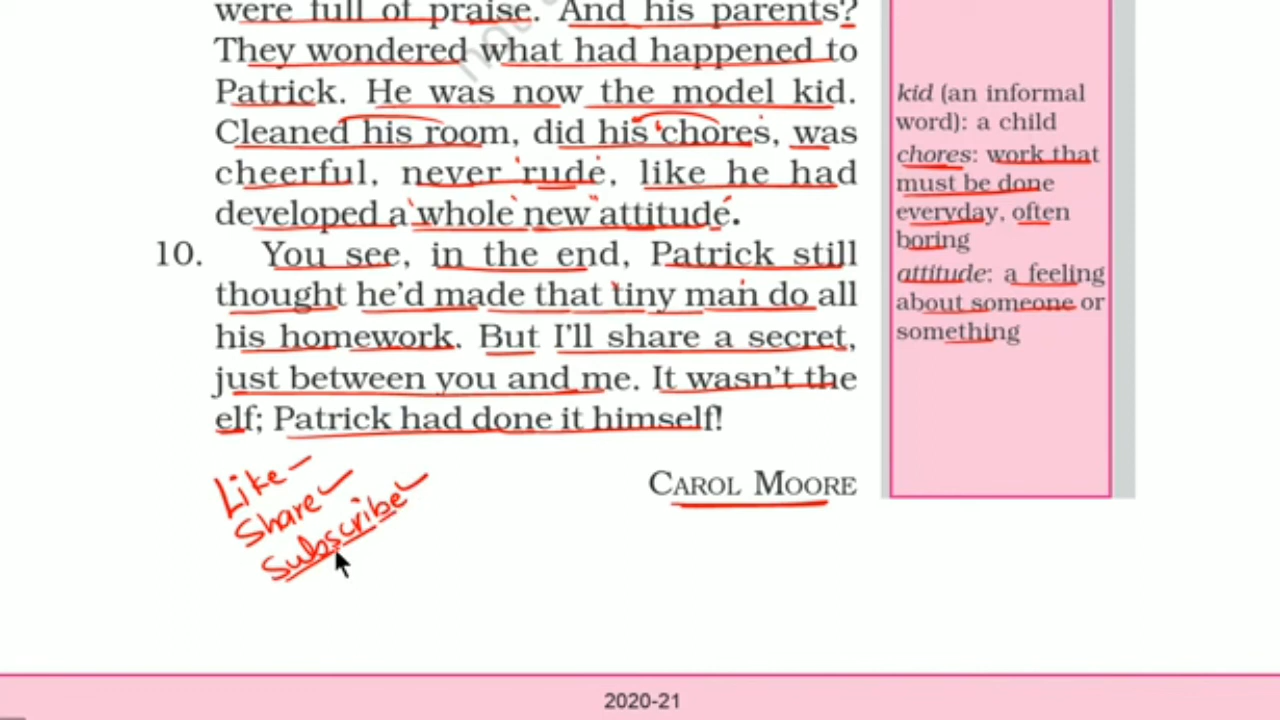 were full of praise. And his parents?
They wondered what had happened to
Patrick. He was now the model kid.
Cleaned his room, did his chores, was
cheerful, never rude, like he had
developed a whole new attitude.
10. You see, in the end, Patrick still
thought he'd made that tiny man do all
his homework. But I'll share a secret,
just between you and me. It wasn't the
elf; Patrick had done it himself!
CAROL MOORE
kid (an informal
word): a child
chores: work that
must be done
everyday, often
boring
attitude: a feeling
about someone or
something
Like
Share
Subscribe
2020-21